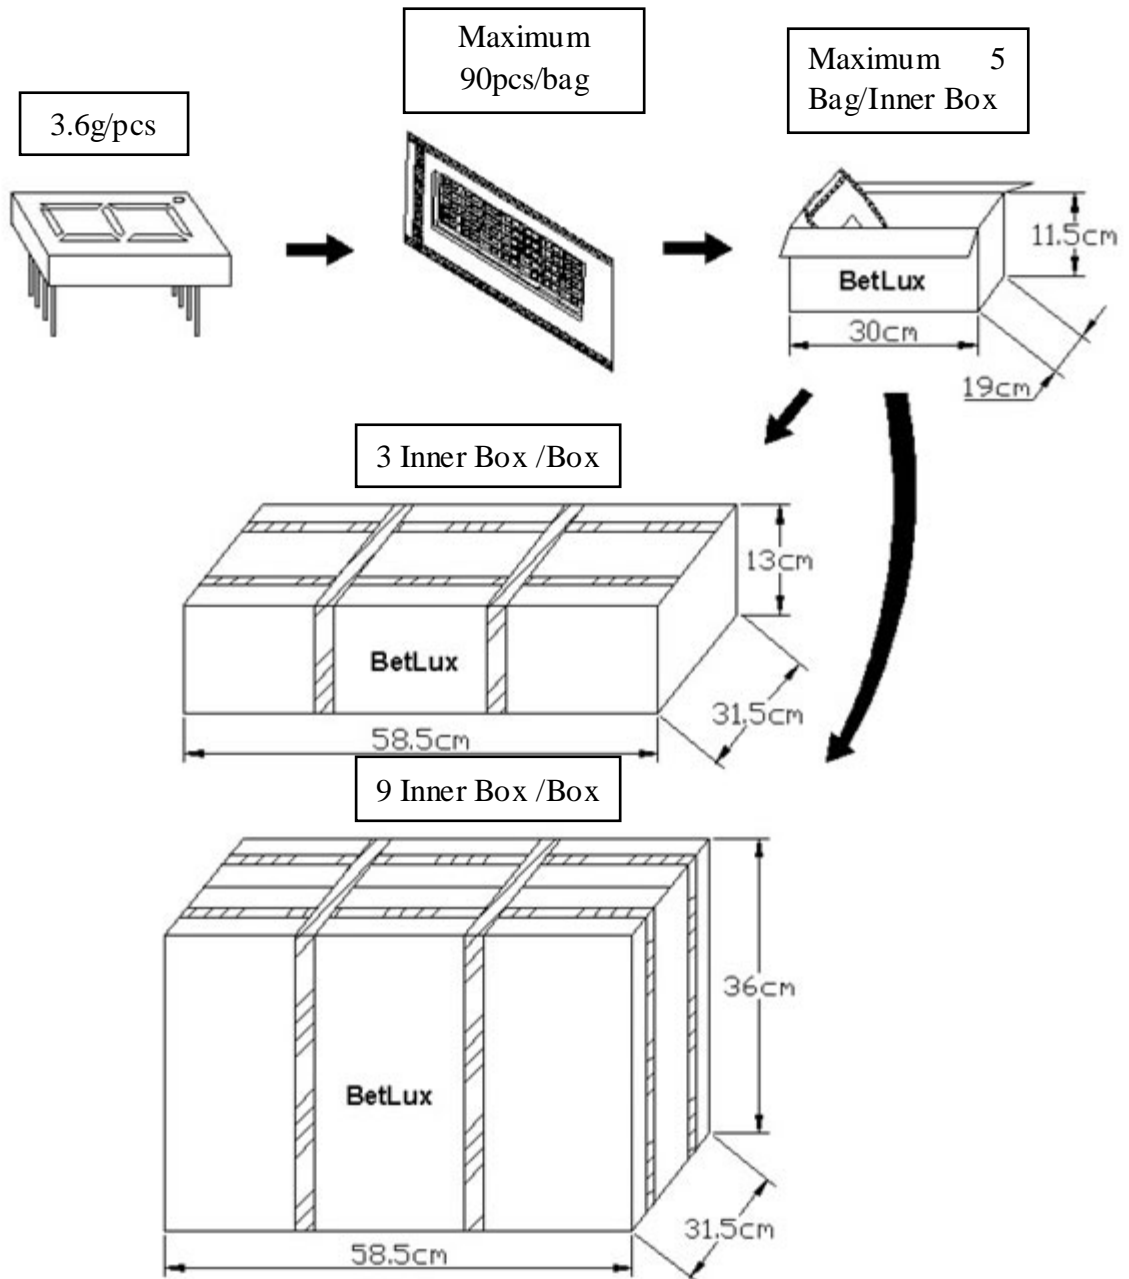 Maximum
90pcs/bag
Maximum 5
Bag/Inner Box
3.6g/pcs
11.5cm
BetLux
30cm
19cm
3 Inner Box /Box
13cm
BetLux
31.5cm
58.5cm
9 Inner Box /Box
36cm
BetLux
31.5cm
58.5cm